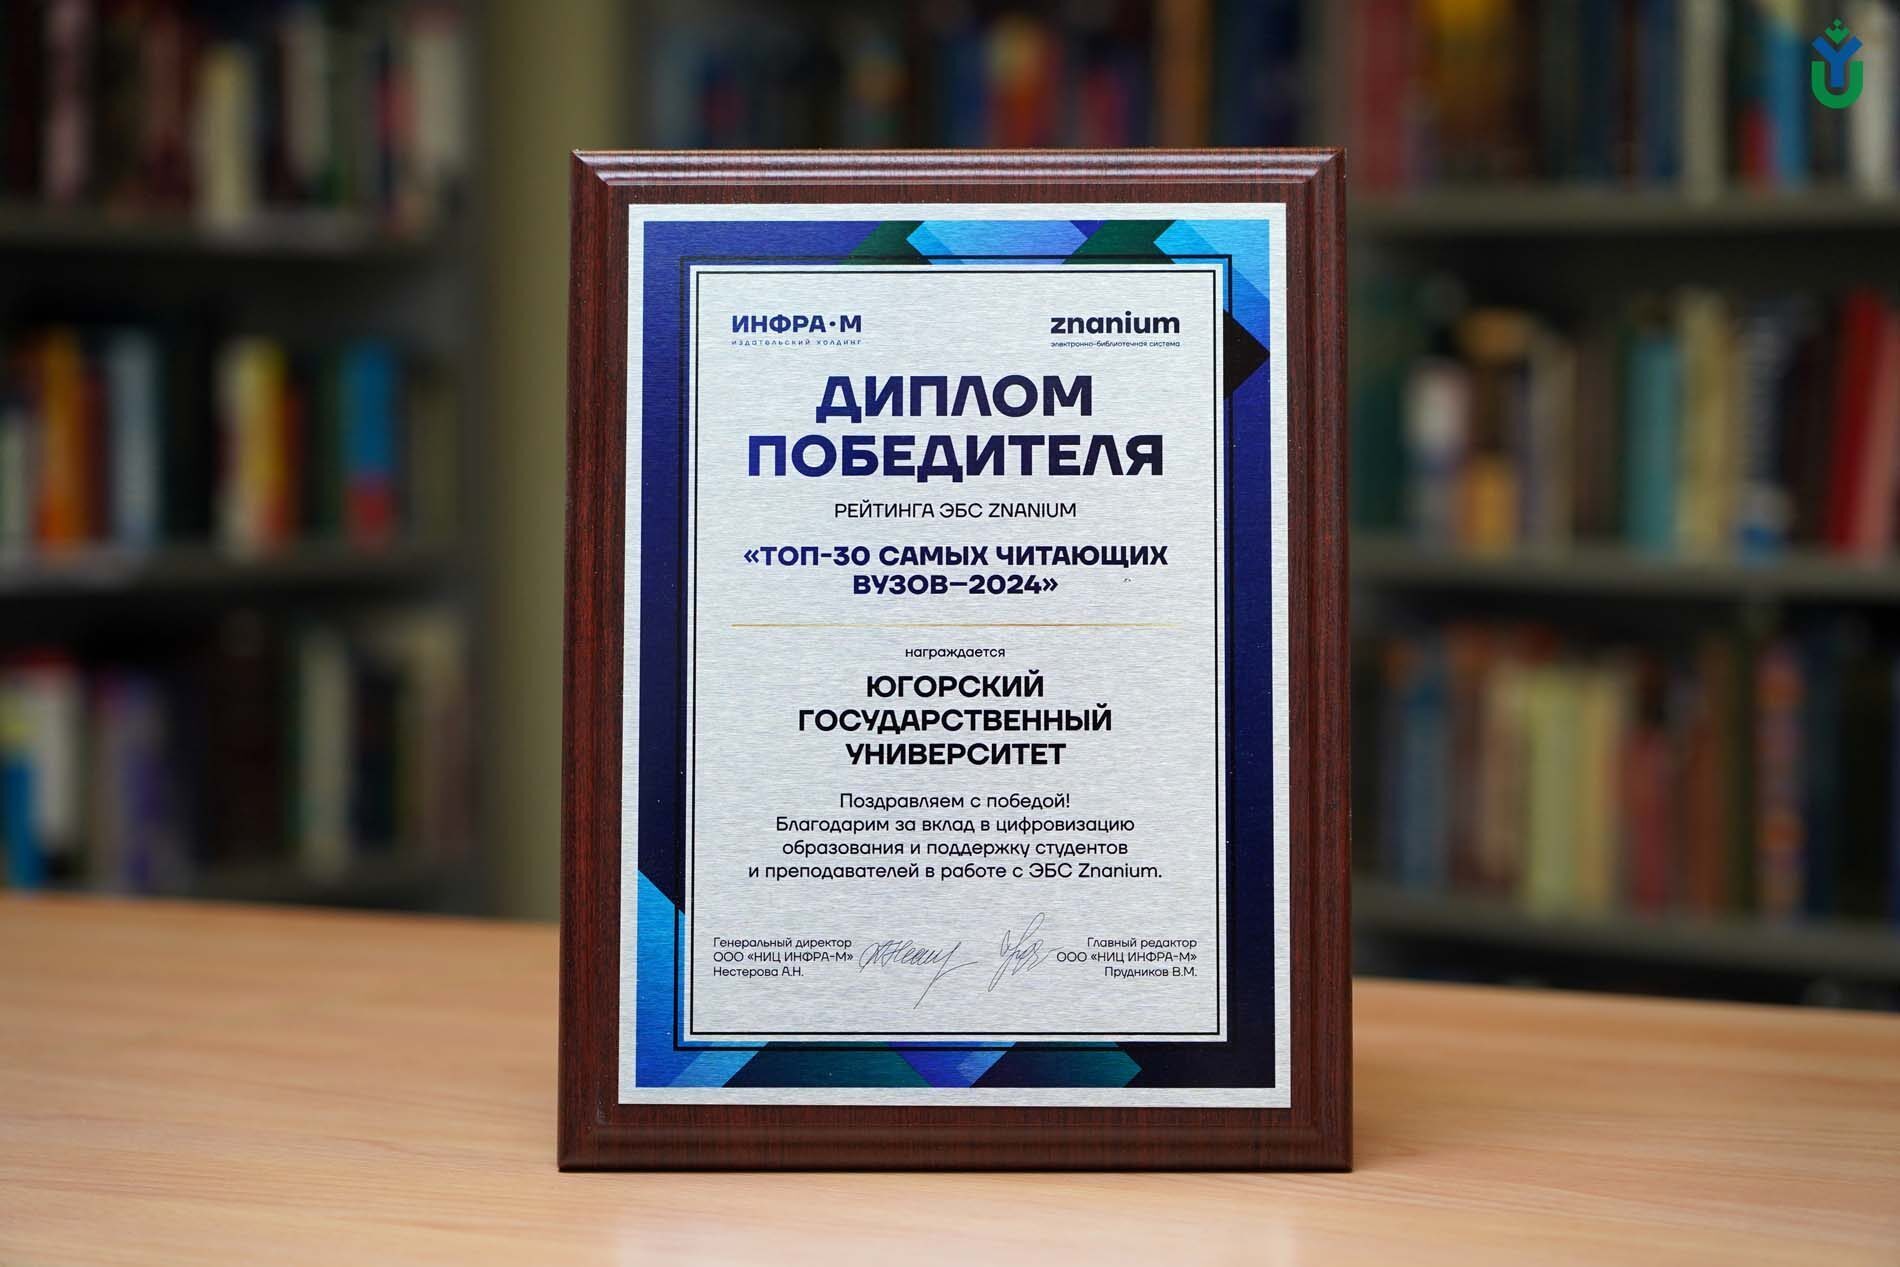 ИНФРА·М
издательский холдинг
znanium
электронно-библиотечная система
ДИПЛОМ
ПОБЕДИТЕЛЯ
РЕЙТИНГА ЭБС ZNANIUM
«ТОП-30 САМЫХ ЧИТАЮЩИХ
ВУЗОВ—2024»
награждается
ЮГОРСКИЙ
ГОСУДАРСТВЕННЫЙ
УНИВЕРСИТЕТ
Поздравляем с победой!
Благодарим за вклад в цифровизацию
образования и поддержку студентов
и преподавателей в работе с ЭБС Znanium.
Генеральный директор
ООО «НИЦ ИНФРА-М»
Нестерова А.Н.
Главный редактор
ООО «НИЦ ИНФРА-М»
Прудников В.М.